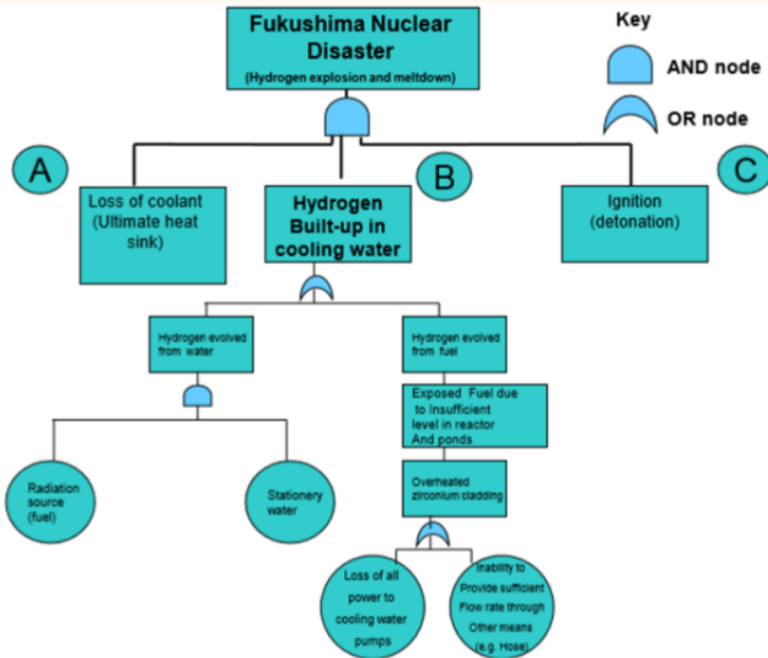 Fukushima Nuclear
Disaster
(Hydrogen explosion and meltdown)
Key
AND node
OR node
A
B
C
Loss of coolant
(Ultimate heat
sink)
Hydrogen
Built-up in
cooling water
Ignition
(detonation)
Hydrogen evolved
from water
Hydrogen evolved
from fuel
Exposed Fuel due
to Insufficient
level in reactor
And ponds
Radiation
source
(fuel)
Stationery
water
Overheated
zirconium cladding
Loss of all
power to
cooling water
pumps
Inability to
Provide sufficient
Flow rate through
Other means
(e.g. Hose)